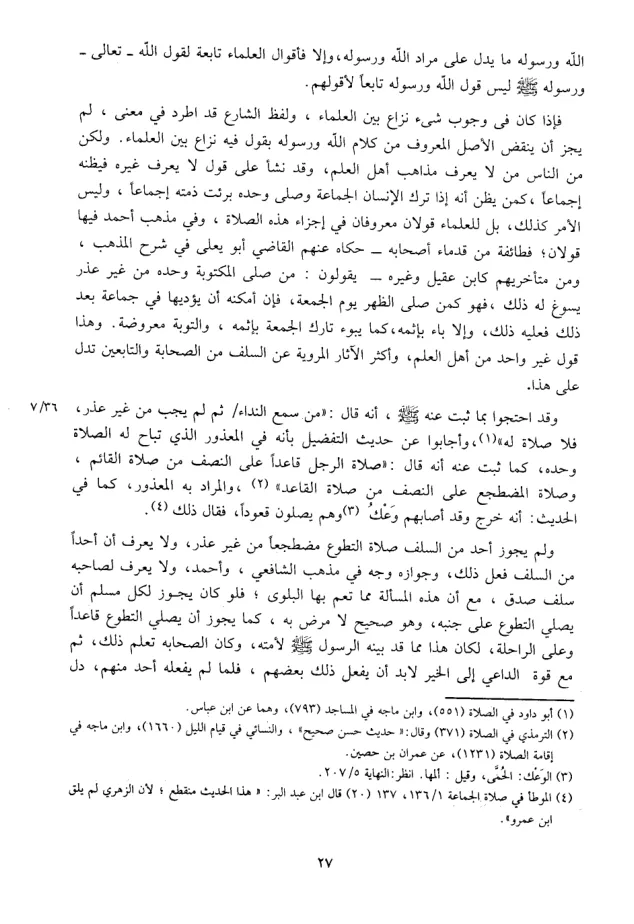 الله ورسوله ما يدل على مراد الله ورسوله،وإلا فأقوال العلماء تابعة لقول الله ـ تعالى ـ
ورسوله ﷺ ليس قول الله ورسوله تابعاً لأقولهم.
فإذا كان فى وجوب شىء نزاع بين العلماء ، ولفظ الشارع قد اطرد في معنى ، لم
يجز أن ينقض الأصل المعروف من كلام الله ورسوله بقول فيه نزاع بين العلماء. ولكن
من الناس من لا يعرف مذاهب أهل العلم، وقد نشأ على قول لا يعرف غيره فيظنه
إجماعاً ،كمن يظن أنه إذا ترك الإنسان الجماعة وصلى وحده برئت ذمته إجماعاً ، وليس
الأمر كذلك، بل للعلماء قولان معروفان في إجزاء هذه الصلاة ، وفي مذهب أحمد فيها
قولان؛ فطائفة من قدماء أصحابه ــ حكاه عنهم القاضي أبو يعلى في شرح المذهب ،
ومن متأخريهم كابن عقيل وغيره ــ يقولون : من صلى المكتوبة وحده من غير عذر
يسوغ له ذلك ،فهو كمن صلى الظهر يوم الجمعة، فإن أمكنه أن يؤديها في جماعة بعد
ذلك فعليه ذلك، وإلا باء بإثمه،كما يبوء تارك الجمعة بإثمه ، والتوبة معروضة. وهذا
قول غير واحد من أهل العلم، وأكثر الآثار المروية عن السلف من الصحابة والتابعين تدل
على هذا.
وقد احتجوا بما ثبت عنه ﷺ ، أنه قال :«من سمع النداء/ ثم لم يجب من غير عذر، ٧/٣٦
فلا صلاة له»(١)،وأجابوا عن حديث التفضيل بأنه في المعذور الذي تباح له الصلاة
وحده، كما ثبت عنه أنه قال :«صلاة الرجل قاعداً على النصف من صلاة القائم ،
وصلاة المضطجع على النصف من صلاة القاعد» (٢) ،والمراد به المعذور، كما في
الحديث: أنه خرج وقد أصابهم وَعْكُ (٣)وهم يصلون قعوداً، فقال ذلك (٤).
ولم يجوز أحد من السلف صلاة التطوع مضطجعاً من غير عذر، ولا يعرف أن أحداً
من السلف فعل ذلك، وجوازه وجه في مذهب الشافعي ، وأحمد، ولا يعرف لصاحبه
سلف صدق ، مع أن هذه المسألة مما تعم بها البلوى ؛ فلو كان يجـوز لكل مسلم أن
يصلي التطوع على جنبه، وهو صحيح لا مرض به ، كما يجوز أن يصلي التطوع قاعداً
وعلى الراحلة، لكان هذا مما قد بينه الرسول ﷺ لأمته، وكان الصحابه تعلم ذلك، ثم
مع قوة الداعي إلى الخير لابد أن يفعل ذلك بعضهم ، فلما لم يفعله أحد منهم، دل
(١) أبو داود في الصلاة (٥٥١)، وابن ماجه في المساجد (٧٩٣)، وهما عن ابن عباس.
(٢) الترمذي في الصلاة (٣٧١) وقال:« حديث حسن صحيح» ، والنسائي في قيام الليل (١٦٦٠)، وابن ماجه في
إقامة الصلاة (١٢٣١)، عن عمران بن حصين.
(٣) الوَعْك: الحُمَّى، وقيل : ألمها. انظر:النهاية ٢٠٧/٥.
(٤) الموطأ في صلاة الجماعة ١٣٦/١، ١٣٧ (٢٠) قال ابن عبد البر: « هذا الحديث منقطع ؛ لأن الزهري لم يلق
ابن عمرو».
٢٧